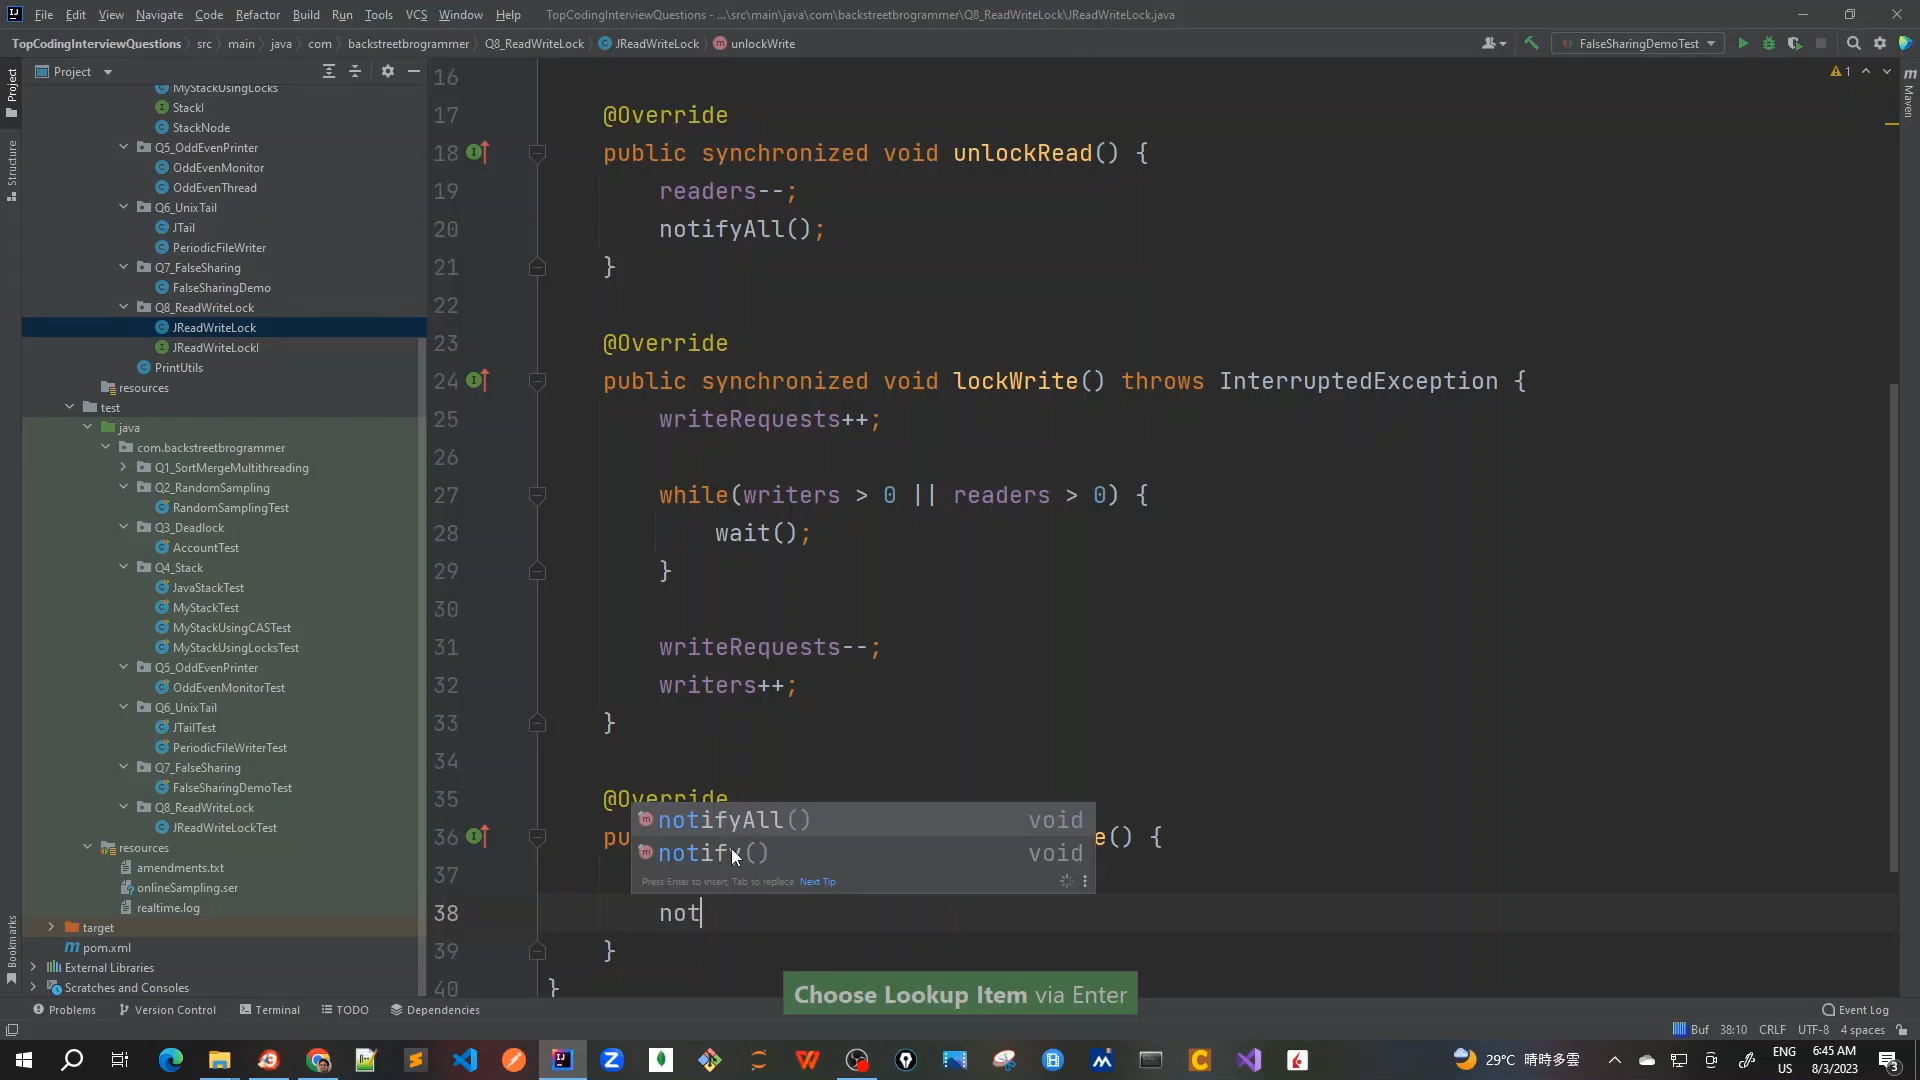 File Edit View Navigate Code Refactor Build Run Tools VCS Window Help TopCodingInterviewQuestions - ...\src\main\java\com\backstreetbrogrammer\Q8_ReadWriteLock\JReadWriteLock.java
TopCodingInterviewQuestions src main java com backstreetbrogrammer Q8_ReadWriteLock JReadWriteLock unlockWrite FalseSharingDemoTest
Project
Project
Structure
Bookmarks
Maven
1
MyStackUsingLocks
StackI
StackNode
Q5_OddEvenPrinter
OddEvenMonitor
OddEvenThread
Q6_UnixTail
JTail
PeriodicFileWriter
Q7_FalseSharing
FalseSharingDemo
Q8_ReadWriteLock
JReadWriteLock
JReadWriteLockI
PrintUtils
resources
test
java
com.backstreetbrogrammer
Q1_SortMergeMultithreading
Q2_RandomSampling
RandomSamplingTest
Q3_Deadlock
AccountTest
Q4_Stack
JavaStackTest
MyStackTest
MyStackUsingCASTest
MyStackUsingLocksTest
Q5_OddEvenPrinter
OddEvenMonitorTest
Q6_UnixTail
JTailTest
PeriodicFileWriterTest
Q7_FalseSharing
FalseSharingDemoTest
Q8_ReadWriteLock
JReadWriteLockTest
resources
amendments.txt
onlineSampling.ser
realtime.log
target
pom.xml
External Libraries
Scratches and Consoles
16
17 @Override
18 public synchronized void unlockRead() {
19 readers--;
20 notifyAll();
21 }
22
23 @Override
24 public synchronized void lockWrite() throws InterruptedException {
25 writeRequests++;
26
27 while(writers > 0 || readers > 0) {
28 wait();
29 }
30
31 writeRequests--;
32 writers++;
33 }
34
35 @Override
36 pu e() {
37
38 not
39 }
40 }
notifyAll() void
notify() void
Press Enter to insert, Tab to replace Next Tip
Choose Lookup Item via Enter
Problems Version Control Terminal TODO Dependencies Event Log
Buf 38:10 CRLF UTF-8 4 spaces
29°C 晴時多雲 ENG US 6:45 AM 8/3/2023 3